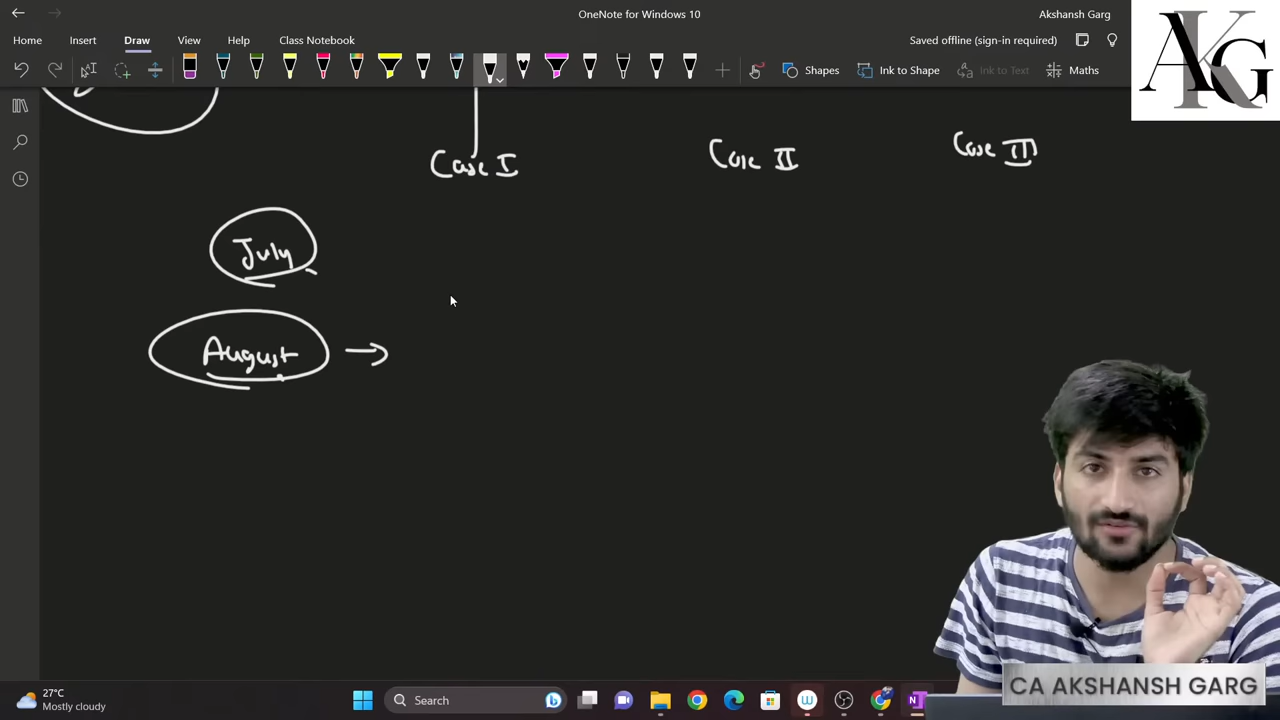 OneNote for Windows 10
Akshansh Garg
Home Insert Draw View Help Class Notebook
Saved offline (sign-in required)
Shapes
Ink to Shape
Ink to Text
Maths
AKG
Case I
Case II
Case III
July
August →
CA AKSHANSH GARG
27°C
Mostly cloudy
Search